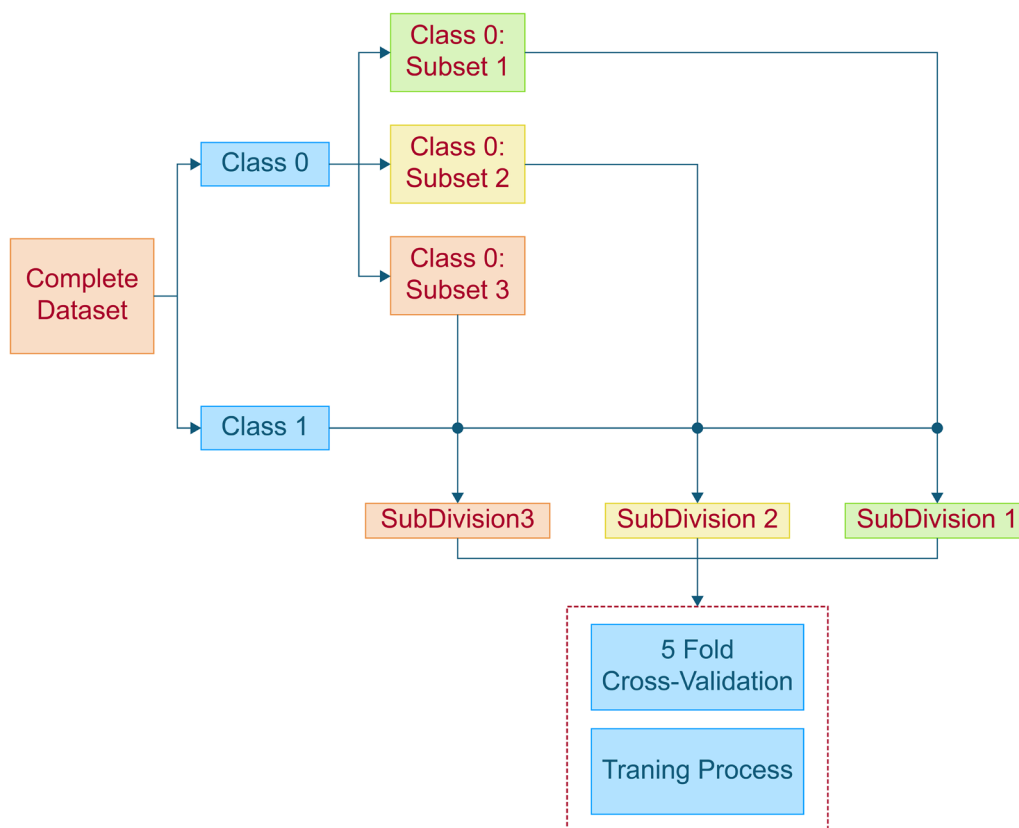 Class 0:
Subset 1
Class 0
Class 0:
Subset 2
Complete
Dataset
Class 0:
Subset 3
Class 1
SubDivision3
SubDivision 2
SubDivision 1
5 Fold
Cross-Validation
Traning Process